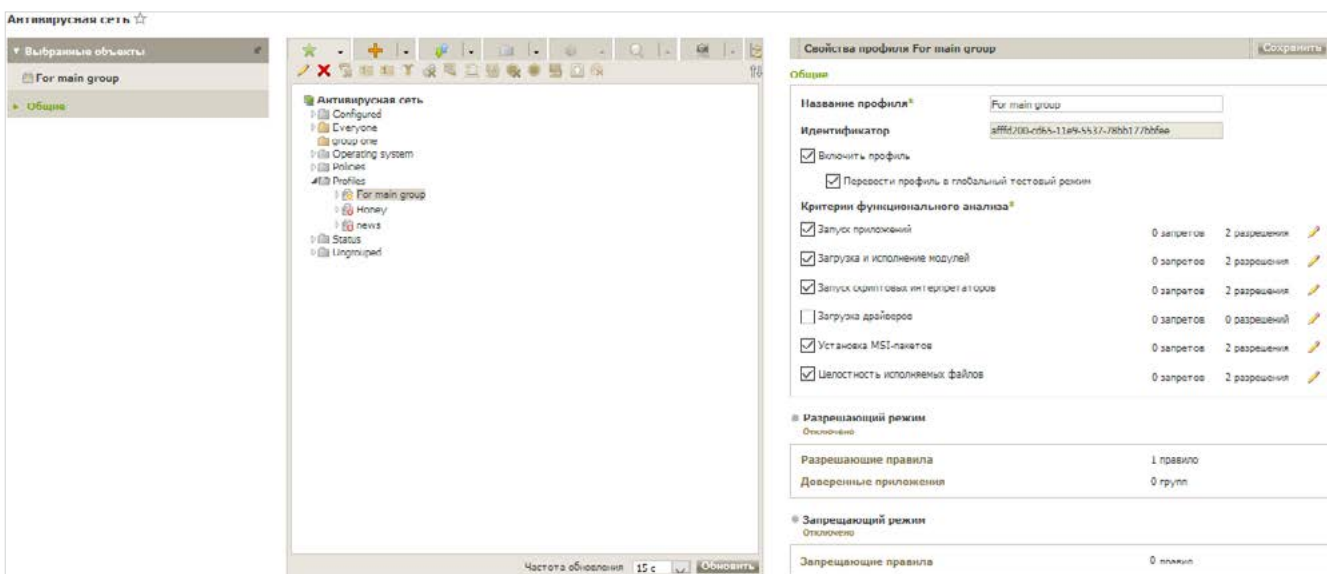 Антивирусная сеть
Выбранные объекты
For main group
Общие
Антивирусная сеть
Configured
Everyone
group one
Operating system
Policies
Profiles
For main group
Honey
news
Status
Ungrouped
Частота обновления 15 с Обновить
Свойства профиля For main group Сохранить
Общие
Название профиля* For main group
Идентификатор afffd200-cd65-11e9-5537-78bb177bbfee
Включить профиль
Перевести профиль в глобальный тестовый режим
Критерии функционального анализа*
Запуск приложений 0 запретов 2 разрешения
Загрузка и исполнение модулей 0 запретов 2 разрешения
Запуск скриптовых интерпретаторов 0 запретов 2 разрешения
Загрузка драйверов 0 запретов 0 разрешений
Установка MSI-пакетов 0 запретов 2 разрешения
Целостность исполняемых файлов 0 запретов 2 разрешения
Разрешающий режим
Отключено
Разрешающие правила 1 правило
Доверенные приложения 0 групп
Запрещающий режим
Отключено
Запрещающие правила 0 правил